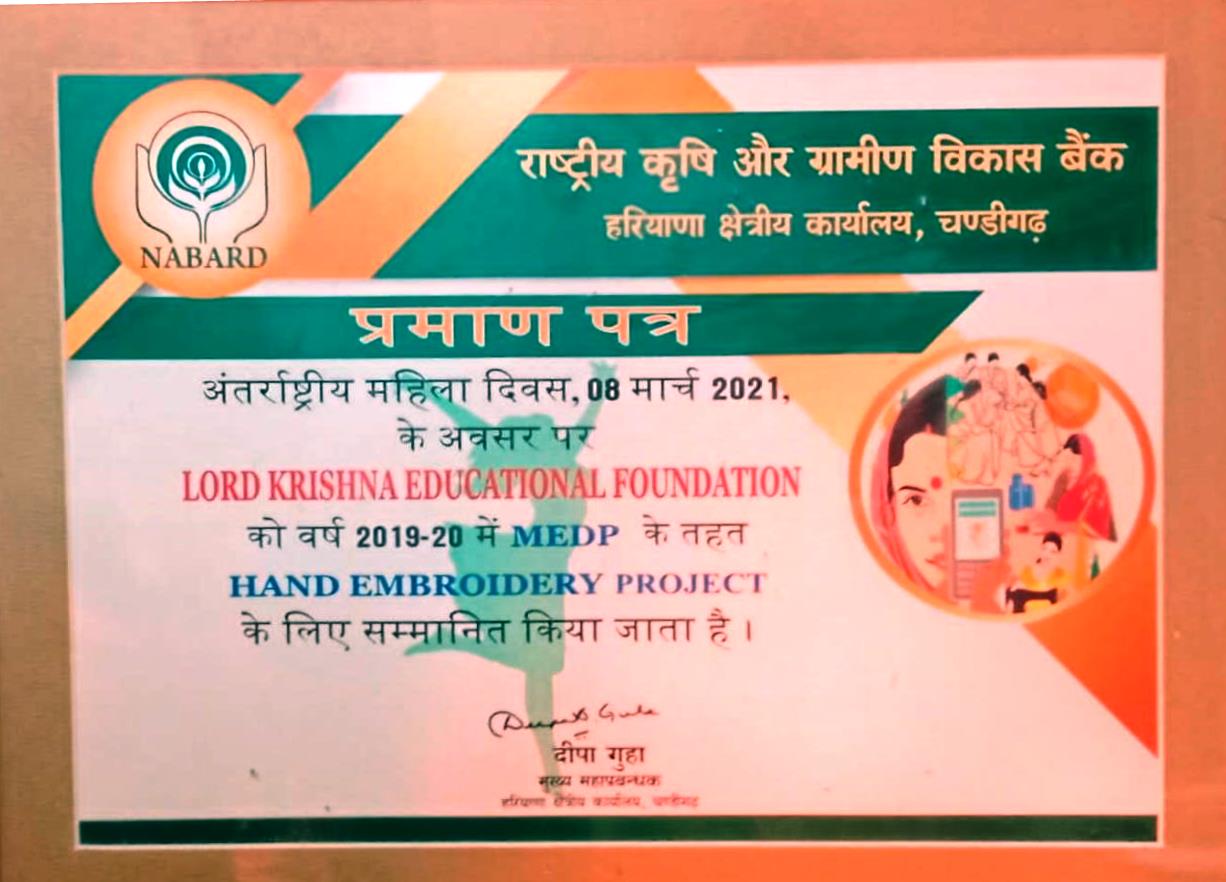 NABARD
राष्ट्रीय कृषि और ग्रामीण विकास बैंक
हरियाणा क्षेत्रीय कार्यालय, चण्डीगढ़
प्रमाण पत्र
अंतर्राष्ट्रीय महिला दिवस, 08 मार्च 2021,
के अवसर पर
LORD KRISHNA EDUCATIONAL FOUNDATION
को वर्ष 2019-20 में MEDP के तहत
HAND EMBROIDERY PROJECT
के लिए सम्मानित किया जाता है।
दीपा गुहा
मुख्य महाप्रबन्धक
हरियाणा क्षेत्रीय कार्यालय, चण्डीगढ़